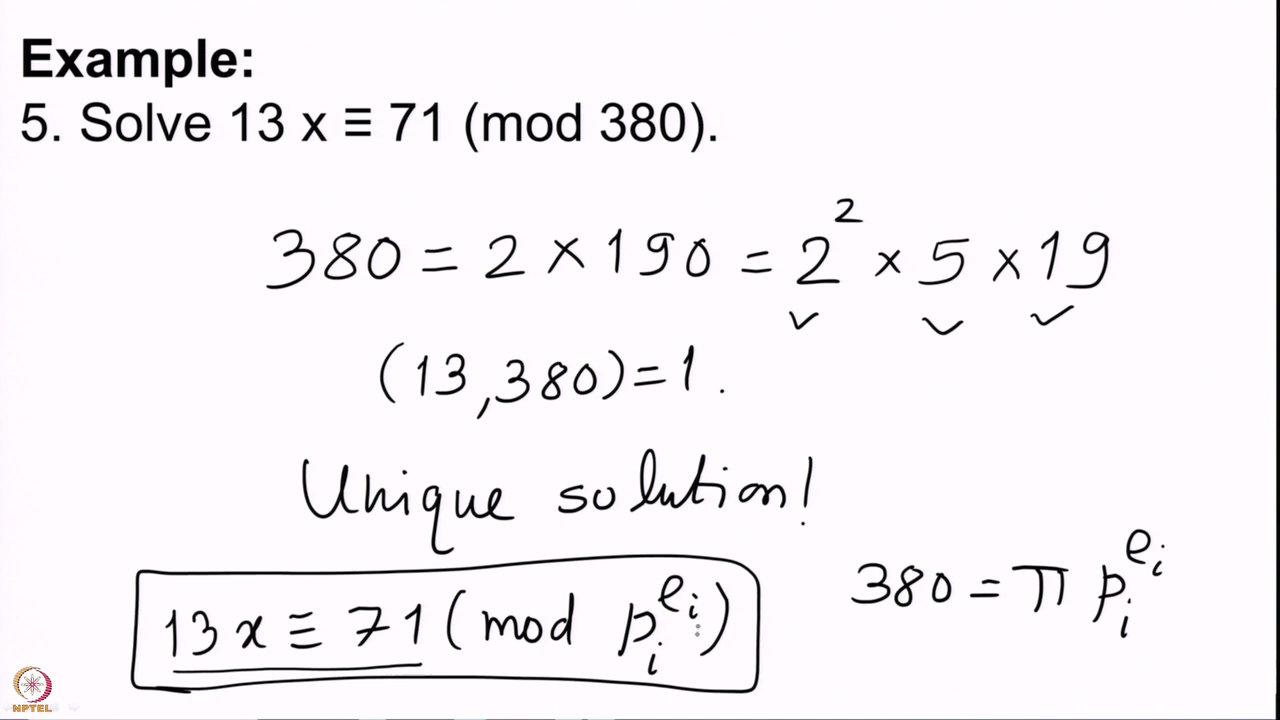 Example:
5. Solve 13 x ≡ 71 (mod 380).
380 = 2 × 190 = 2² × 5 × 19
(13, 380) = 1.
Unique solution!
380 = π pᵢ^eᵢ
13x ≡ 71 (mod pᵢ^eᵢ)
NPTEL